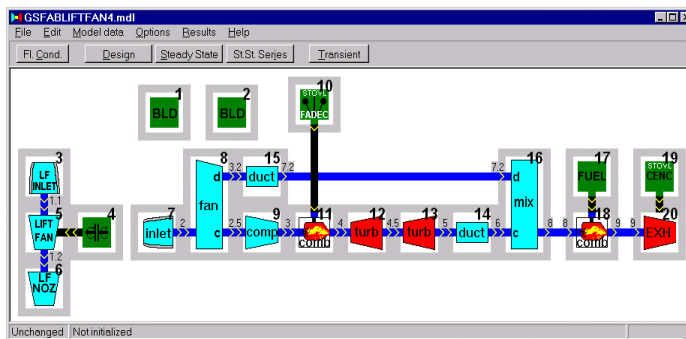 GSFABLIFTFAN4.mdl
File Edit Model data Options Results Help
Fl. Cond. Design Steady State St.St. Series Transient
1 BLD
2 BLD
10 STOVL FADEC
3 LF INLET
1.1
5 LIFT FAN
4
1.2
6 LF NOZ
7 inlet
2
8 d fan c
3.2
15 duct
7.2
7.2
2.5
9 comp
3
11 comb
4
12 turb
4.5
13 turb
5
14 duct
6
16 d mix c
8
17 FUEL
8
18 comb
9
9
19 STOVL CENC
20 EXH
Unchanged Not initialized